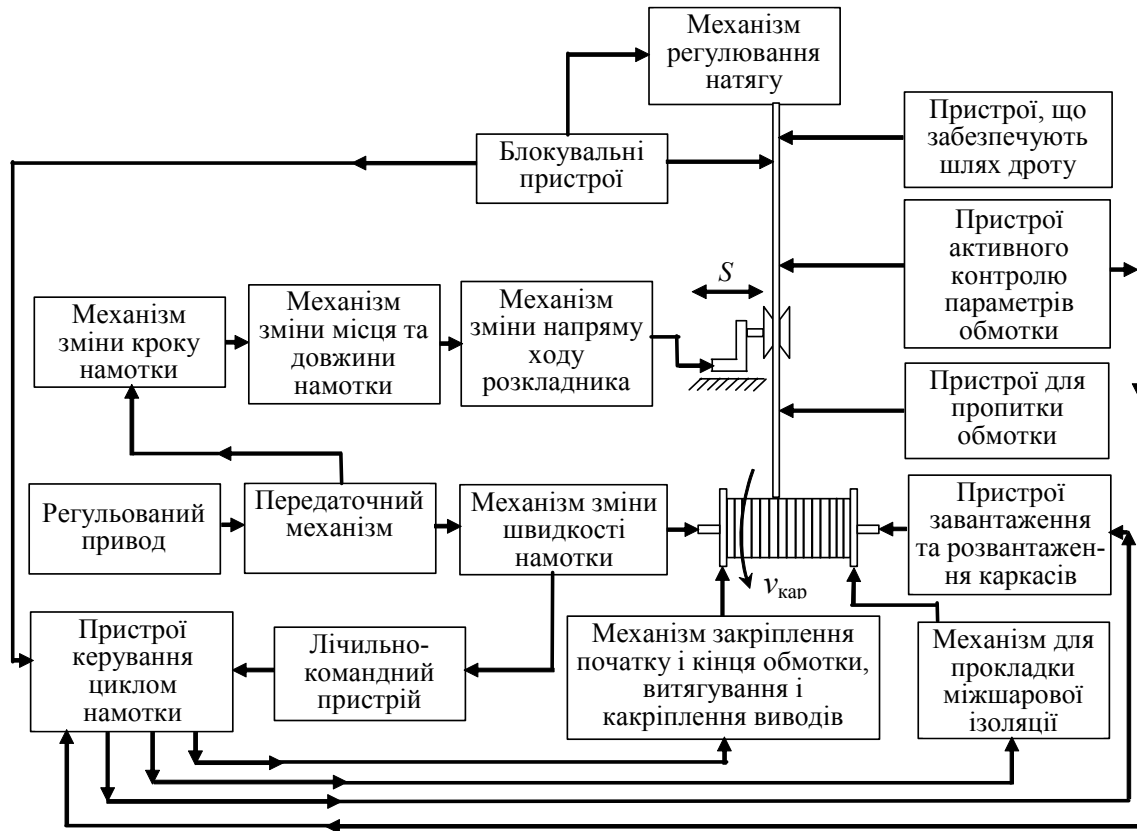 Механізм
регулювання
натягу
Пристрої, що
забезпечують
шлях дроту
Блокувальні
пристрої
Пристрої
активного
контролю
параметрів
обмотки
S
Механізм
зміни кроку
намотки
Механізм
зміни місця та
довжини
намотки
Механізм
зміни напряму
ходу
розкладника
Пристрої для
пропитки
обмотки
Регульований
привод
Передаточний
механізм
Механізм зміни
швидкості
намотки
Пристрої
завантаження
та розвантажен-
ня каркасів
vкар
Пристрої
керування
циклом
намотки
Лічильно-
командний
пристрій
Механізм закріплення
початку і кінця обмотки,
витягування і
какріплення виводів
Механізм для
прокладки
міжшарової
ізоляції